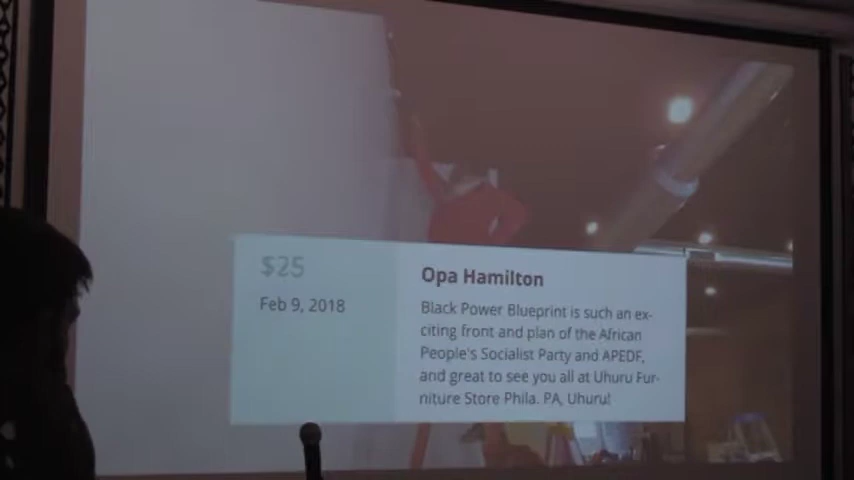 $25
Feb 9, 2018
Opa Hamilton
Black Power Blueprint is such an ex-
citing front and plan of the African
People's Socialist Party and APEDF,
and great to see you all at Uhuru Fur-
niture Store Phila. PA, Uhuru!